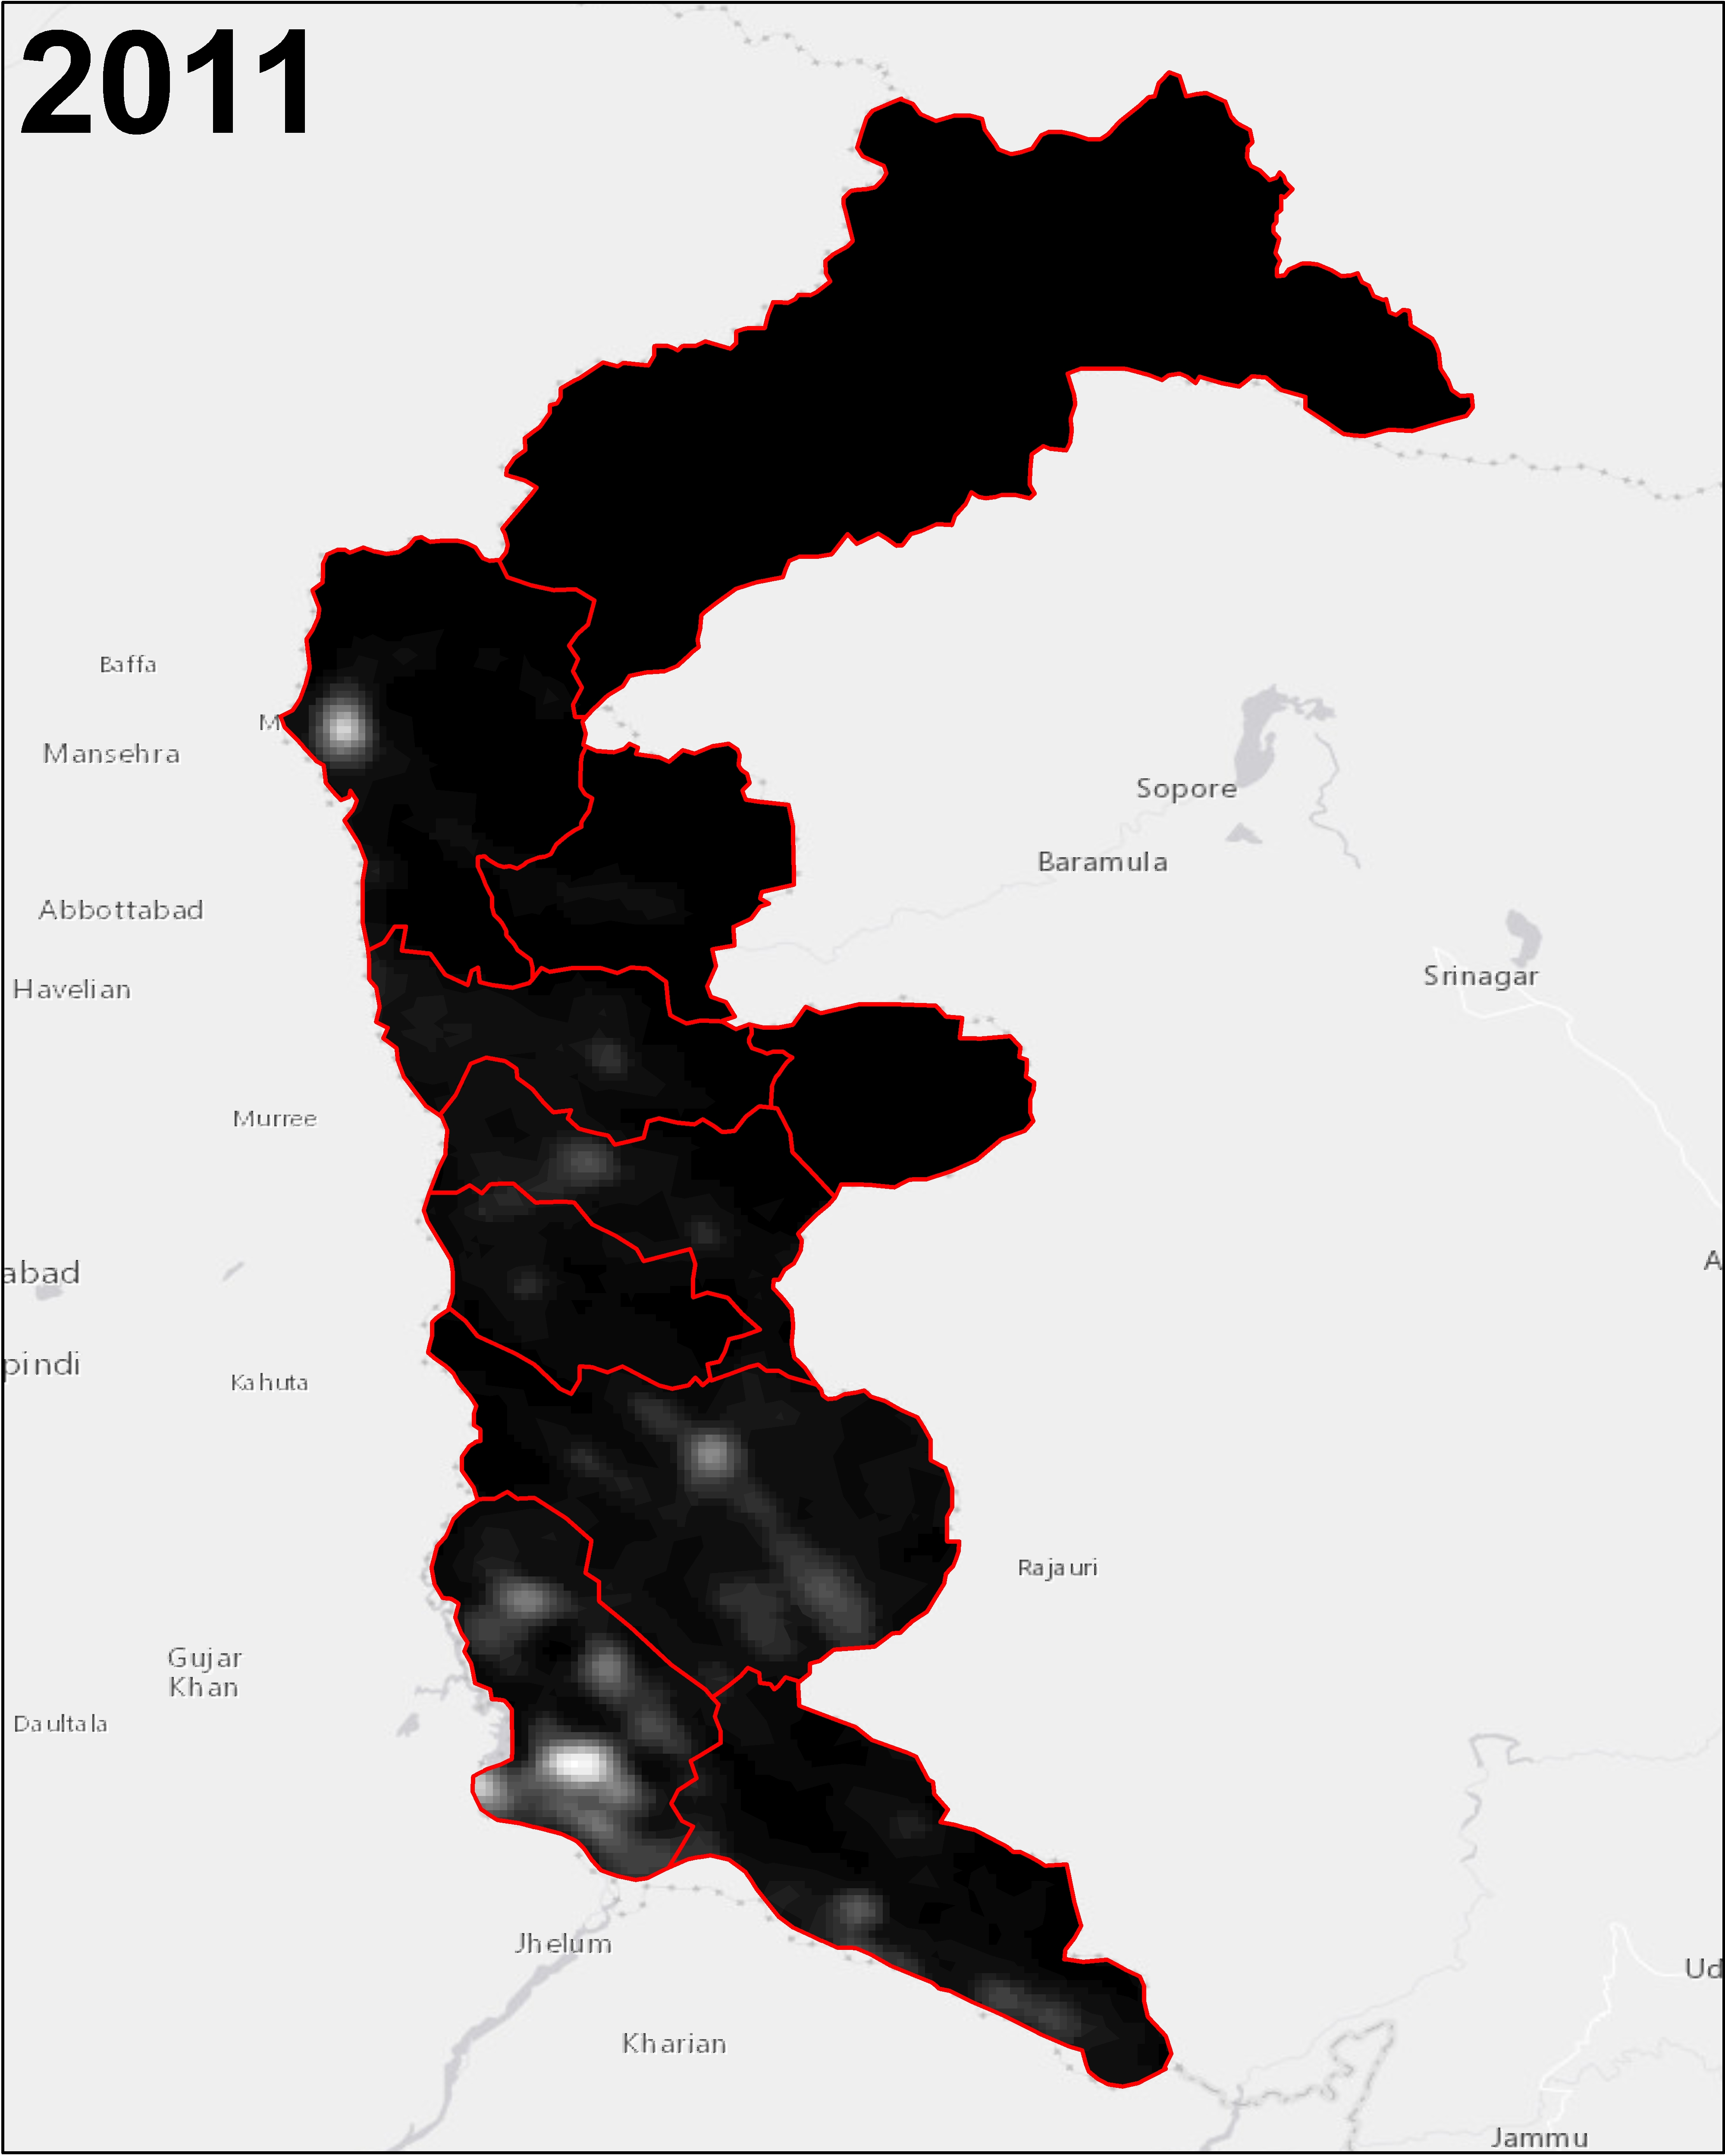 2011
Baffa
M
Mansehra
Sopore
Baramula
Abbottabad
Srinagar
Havelian
Murree
abad
A
pindi
Kahuta
Rajauri
Gujar
Khan
Daultala
Jhelum
Ud
Kharian
Jammu